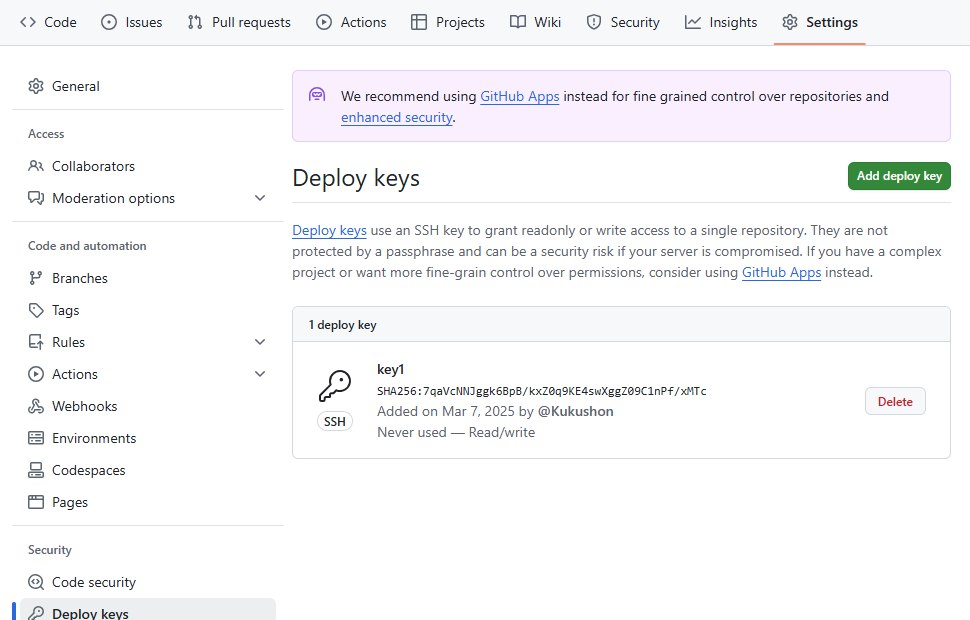 Code Issues Pull requests Actions Projects Wiki Security Insights Settings
General
Access
Collaborators
Moderation options
Code and automation
Branches
Tags
Rules
Actions
Webhooks
Environments
Codespaces
Pages
Security
Code security
Deploy keys
We recommend using GitHub Apps instead for fine grained control over repositories and
enhanced security.
Deploy keys
Add deploy key
Deploy keys use an SSH key to grant readonly or write access to a single repository. They are not
protected by a passphrase and can be a security risk if your server is compromised. If you have a complex
project or want more fine-grain control over permissions, consider using GitHub Apps instead.
1 deploy key
key1
SHA256:7qaVcNNJggk6BpB/kxZ0q9KE4swXggZ09C1nPf/xMTc
Added on Mar 7, 2025 by @Kukushon
Never used — Read/write
SSH
Delete